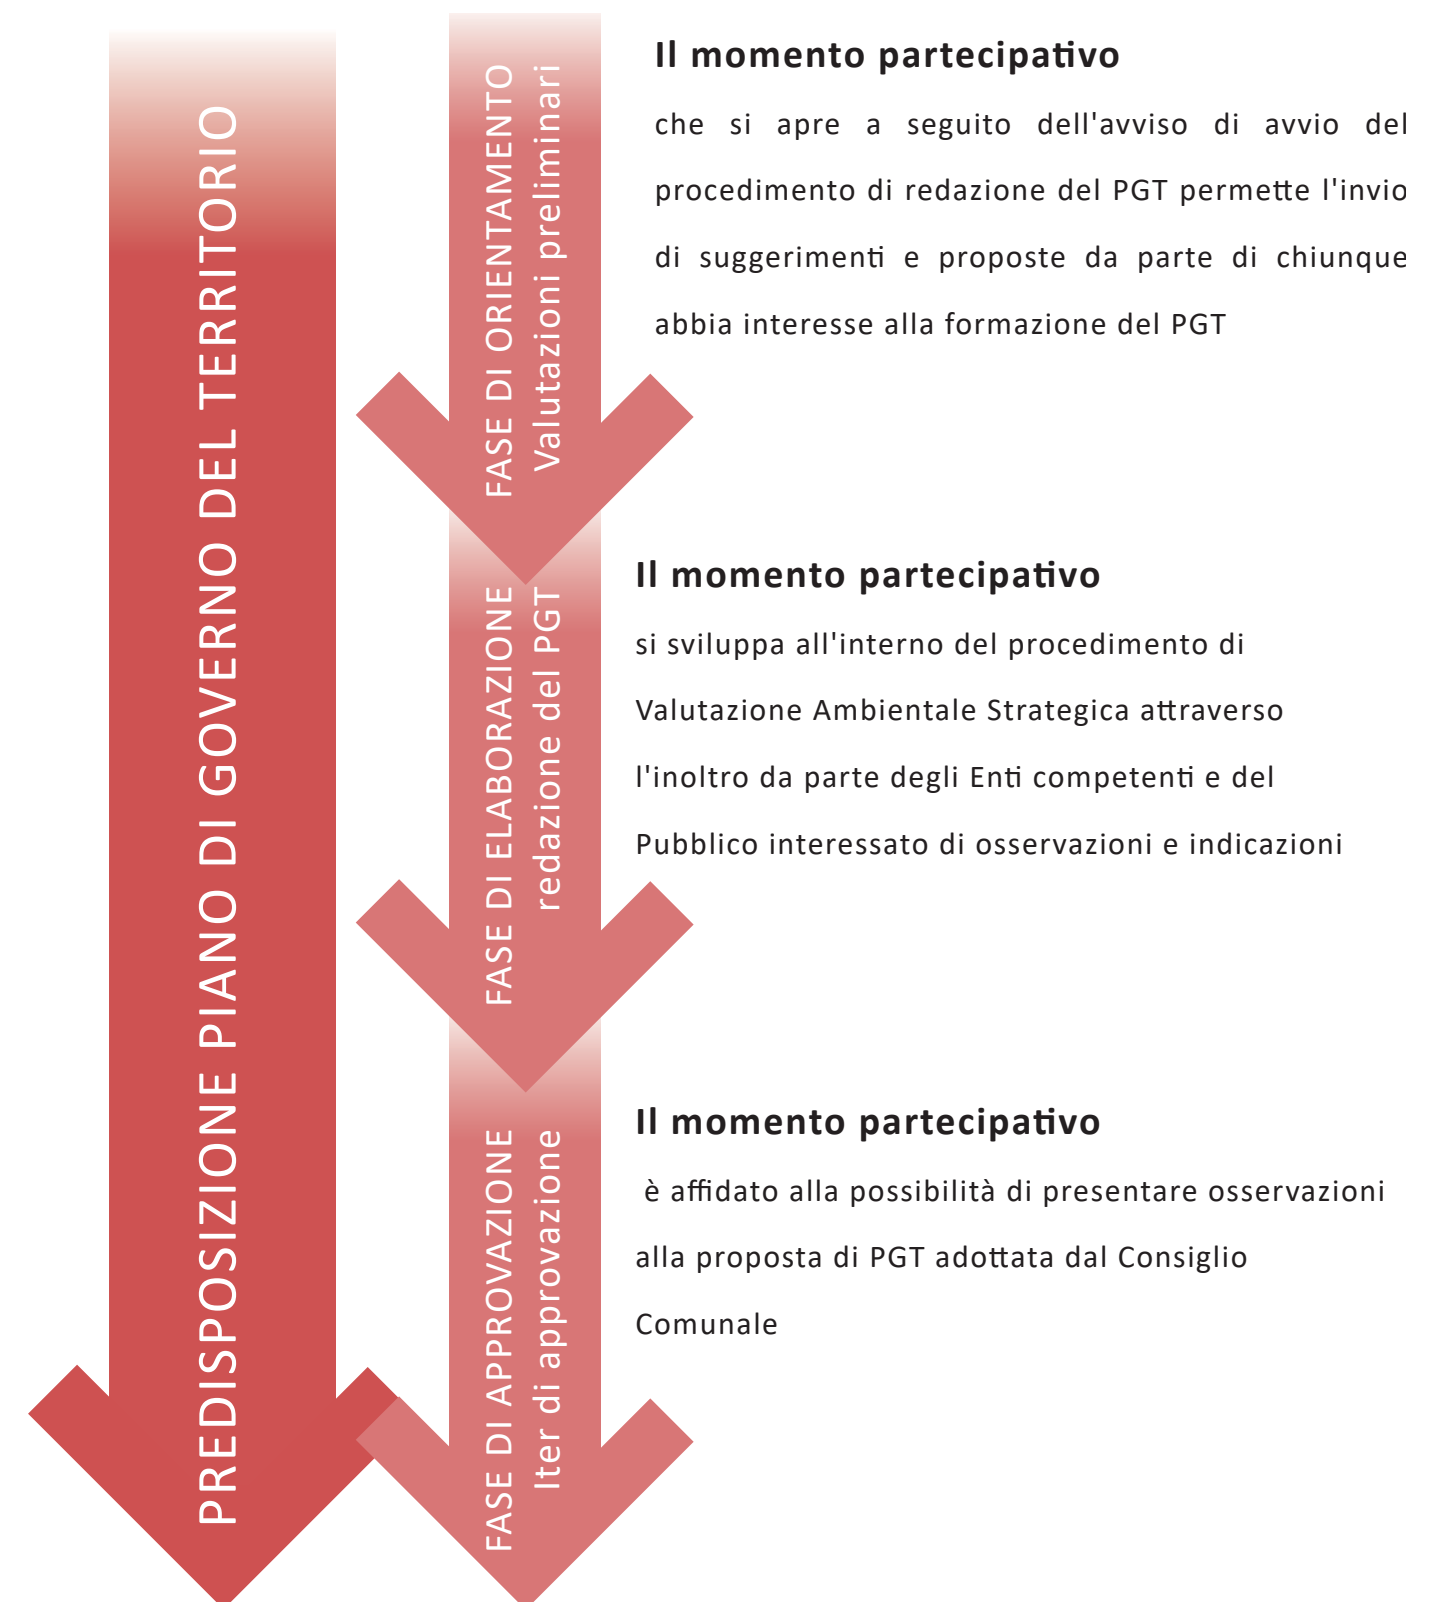 PREDISPOSIZIONE PIANO DI GOVERNO DEL TERRITORIO
FASE DI ORIENTAMENTO
Valutazioni preliminari
Il momento partecipativo
che si apre a seguito dell'avviso di avvio del
procedimento di redazione del PGT permette l'invio
di suggerimenti e proposte da parte di chiunque
abbia interesse alla formazione del PGT
FASE DI ELABORAZIONE
redazione del PGT
Il momento partecipativo
si sviluppa all'interno del procedimento di
Valutazione Ambientale Strategica attraverso
l'inoltro da parte degli Enti competenti e del
Pubblico interessato di osservazioni e indicazioni
FASE DI APPROVAZIONE
Iter di approvazione
Il momento partecipativo
è affidato alla possibilità di presentare osservazioni
alla proposta di PGT adottata dal Consiglio
Comunale